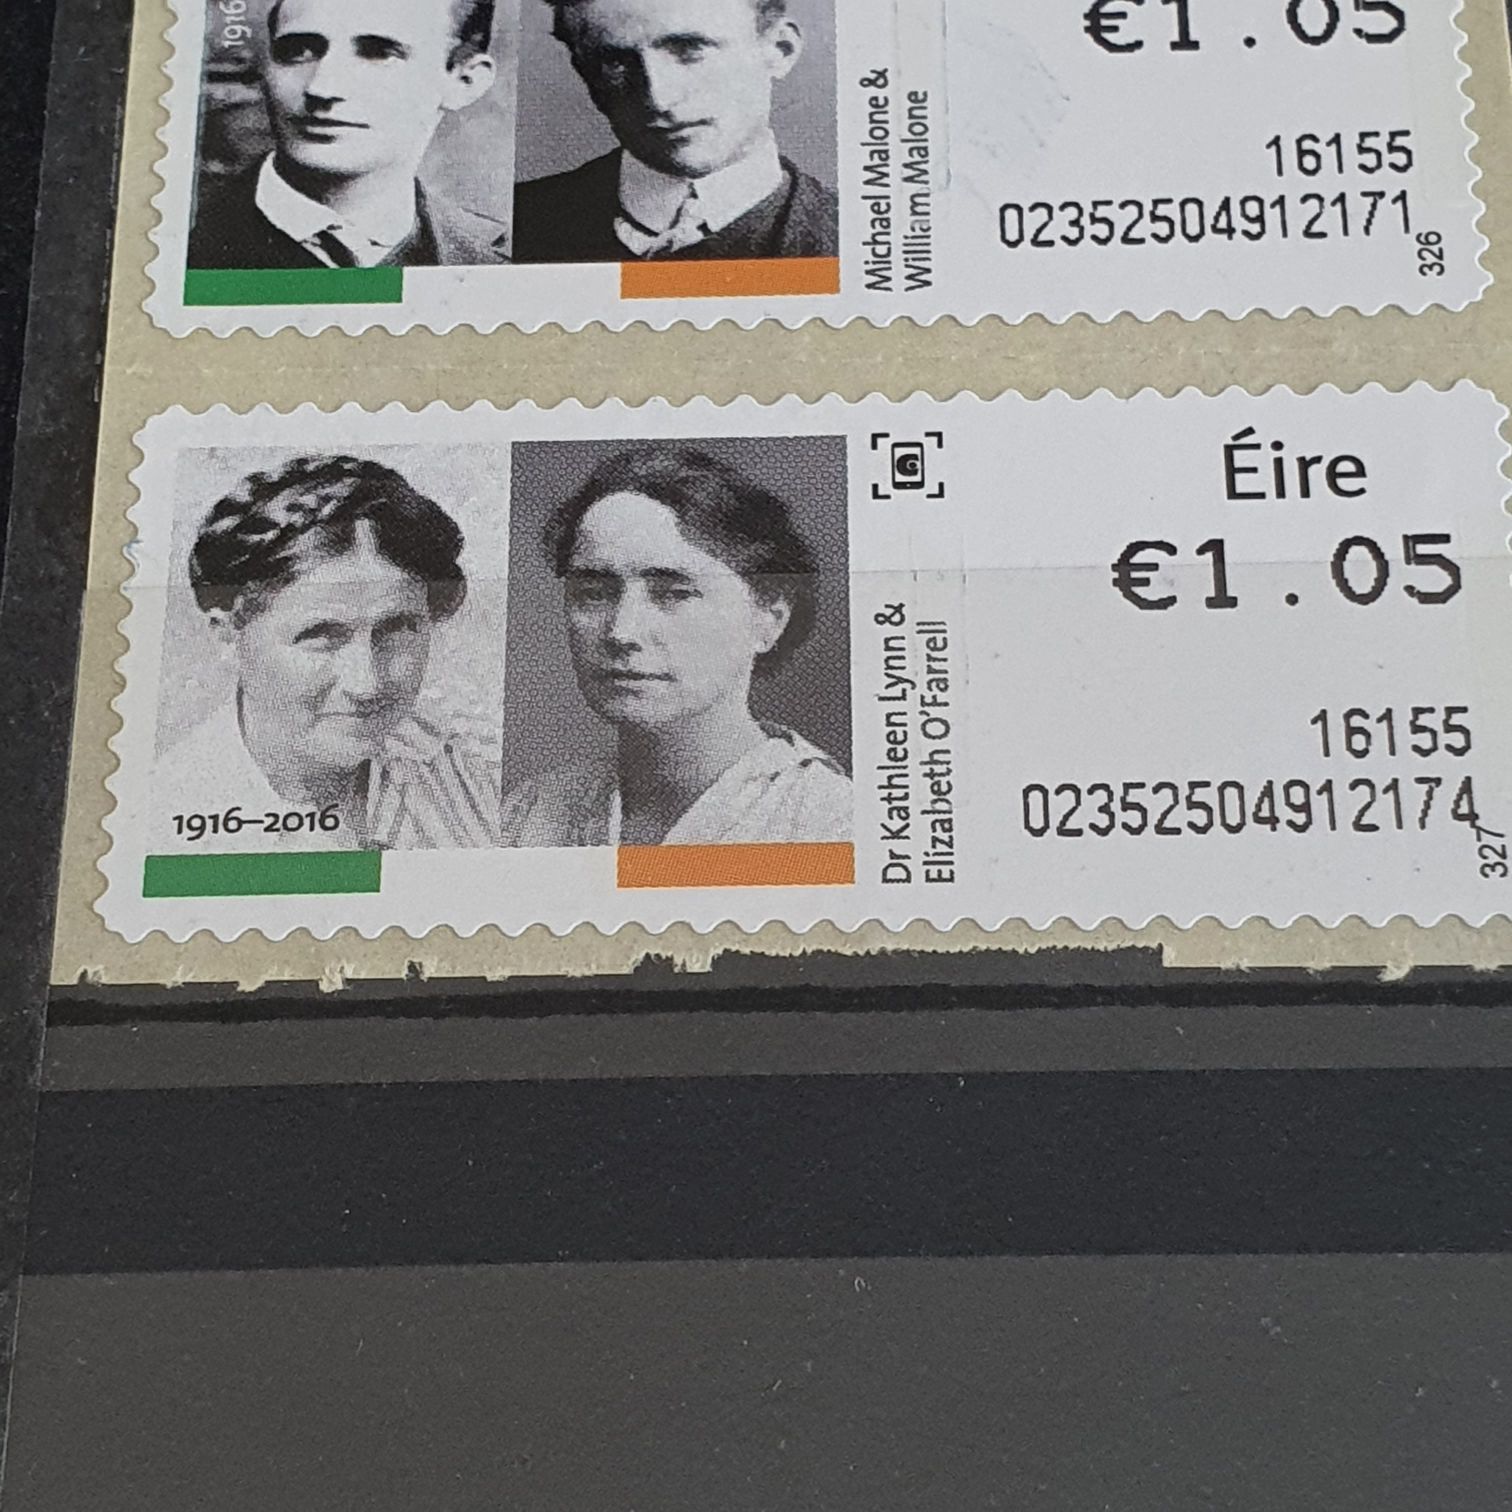 1916
€1.05
Michael Malone &
William Malone
16155
02352504912171
326
Éire
€1.05
Dr Kathleen Lynn &
Elizabeth O'Farrell
16155
02352504912174
327
1916–2016